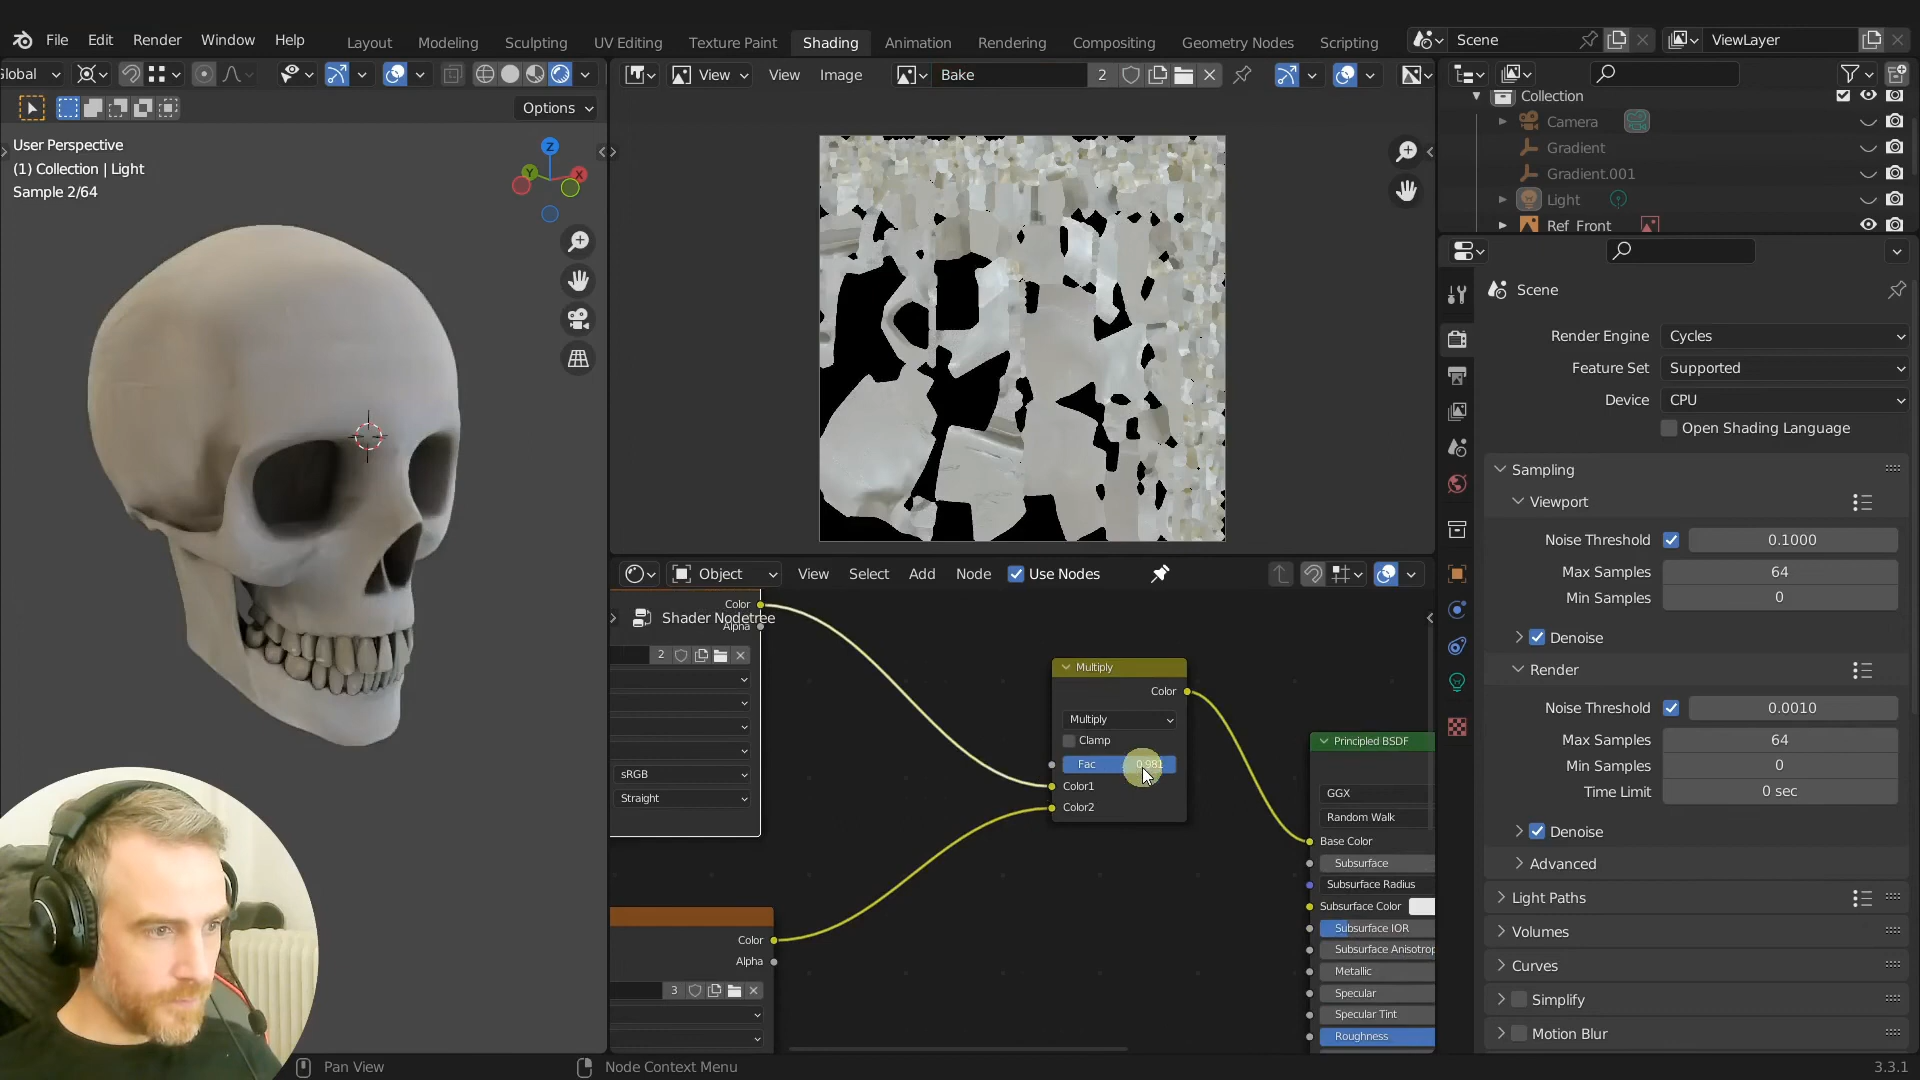 File Edit Render Window Help Layout Modeling Sculpting UV Editing Texture Paint Shading Animation Rendering Compositing Geometry Nodes Scripting Scene ViewLayer
View View Image Bake 2
Options
Collection
User Perspective
(1) Collection | Light
Sample 2/64
Z
Y
X
Camera
Gradient
Gradient.001
Light
Ref Front
Scene
Render Engine Cycles
Feature Set Supported
Device CPU
Open Shading Language
Sampling
Viewport
Noise Threshold 0.1000
Max Samples 64
Min Samples 0
Denoise
Render
Noise Threshold 0.0010
Max Samples 64
Min Samples 0
Time Limit 0 sec
Denoise
Advanced
Light Paths
Volumes
Curves
Simplify
Motion Blur
Object View Select Add Node Use Nodes
Color
Shader Nodetree
Alpha
2
sRGB
Straight
Multiply
Color
Multiply
Clamp
Fac 0.981
Color1
Color2
Color
Alpha
3
Principled BSDF
GGX
Random Walk
Base Color
Subsurface
Subsurface Radius
Subsurface Color
Subsurface IOR
Metallic
Specular
Specular Tint
Roughness
Pan View Node Context Menu 3.3.1